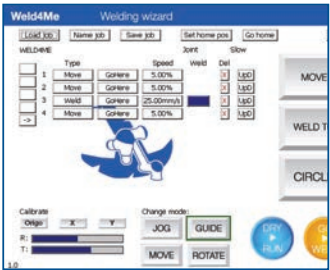 Weld4Me Welding wizard
Load job Name job Save job Set home pos Go home
WELD4ME Joint Slow
Type Speed Weld Del
1 Move GoHere 5.00% X UpD
2 Move GoHere 5.00% X UpD
3 Weld GoHere 25.00mm/s X UpD
-> 4 Move GoHere 5.00% X UpD
MOVE
WELD T
CIRCL
Calibrate Change mode:
Origo X Y JOG GUIDE
R:
T: MOVE ROTATE
DRY RUN
1.0